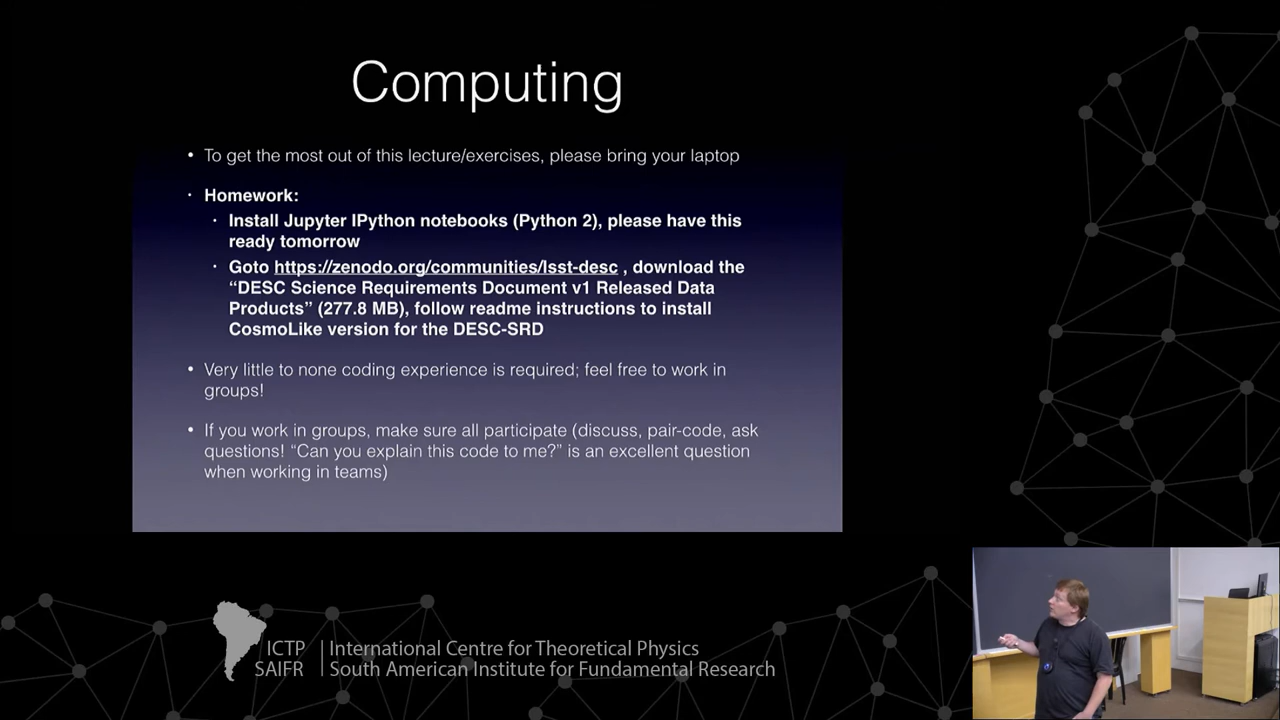 Computing
• To get the most out of this lecture/exercises, please bring your laptop
• Homework:
• Install Jupyter IPython notebooks (Python 2), please have this
ready tomorrow
• Goto https://zenodo.org/communities/lsst-desc , download the
“DESC Science Requirements Document v1 Released Data
Products” (277.8 MB), follow readme instructions to install
CosmoLike version for the DESC-SRD
• Very little to none coding experience is required; feel free to work in
groups!
• If you work in groups, make sure all participate (discuss, pair-code, ask
questions! “Can you explain this code to me?” is an excellent question
when working in teams)
ICTP | International Centre for Theoretical Physics
SAIFR | South American Institute for Fundamental Research